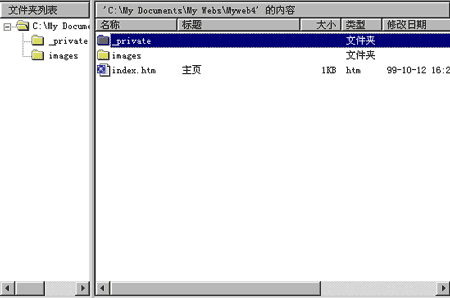 文件夹列表
C:\My Docume
_private
images
'C:\My Documents\My Webs\Myweb4' 的内容
名称 标题 大小 类型 修改日期
_private 文件夹
images 文件夹
index.htm 主页 1KB htm 99-10-12 16:2